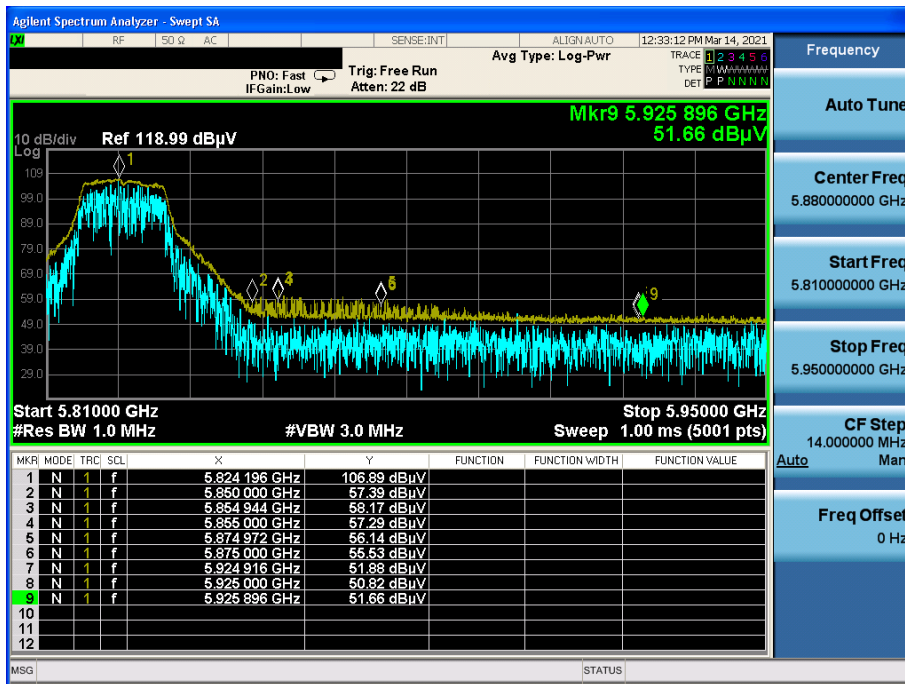 Agilent Spectrum Analyzer - Swept SA
LXI RF 50 Ω AC SENSE:INT ALIGN AUTO 12:33:12 PM Mar 14, 2021
Avg Type: Log-Pwr TRACE 1 2 3 4 5 6
PNO: Fast Trig: Free Run TYPE M WWWWW
IFGain:Low Atten: 22 dB DET P P N N N N
Mkr9 5.925 896 GHz
10 dB/div Ref 118.99 dBµV 51.66 dBµV
Log
109
99.0
89.0
79.0
69.0
59.0
49.0
39.0
29.0
1
2
4
6
9
Start 5.81000 GHz Stop 5.95000 GHz
#Res BW 1.0 MHz #VBW 3.0 MHz Sweep 1.00 ms (5001 pts)
MKR MODE TRC SCL X Y FUNCTION FUNCTION WIDTH FUNCTION VALUE
1 N 1 f 5.824 196 GHz 106.89 dBµV
2 N 1 f 5.850 000 GHz 57.39 dBµV
3 N 1 f 5.854 944 GHz 58.17 dBµV
4 N 1 f 5.855 000 GHz 57.29 dBµV
5 N 1 f 5.874 972 GHz 56.14 dBµV
6 N 1 f 5.875 000 GHz 55.53 dBµV
7 N 1 f 5.924 916 GHz 51.88 dBµV
8 N 1 f 5.925 000 GHz 50.82 dBµV
9 N 1 f 5.925 896 GHz 51.66 dBµV
10
11
12
MSG STATUS
Frequency
Auto Tune
Center Freq
5.880000000 GHz
Start Freq
5.810000000 GHz
Stop Freq
5.950000000 GHz
CF Step
14.000000 MHz
Auto Man
Freq Offset
0 Hz